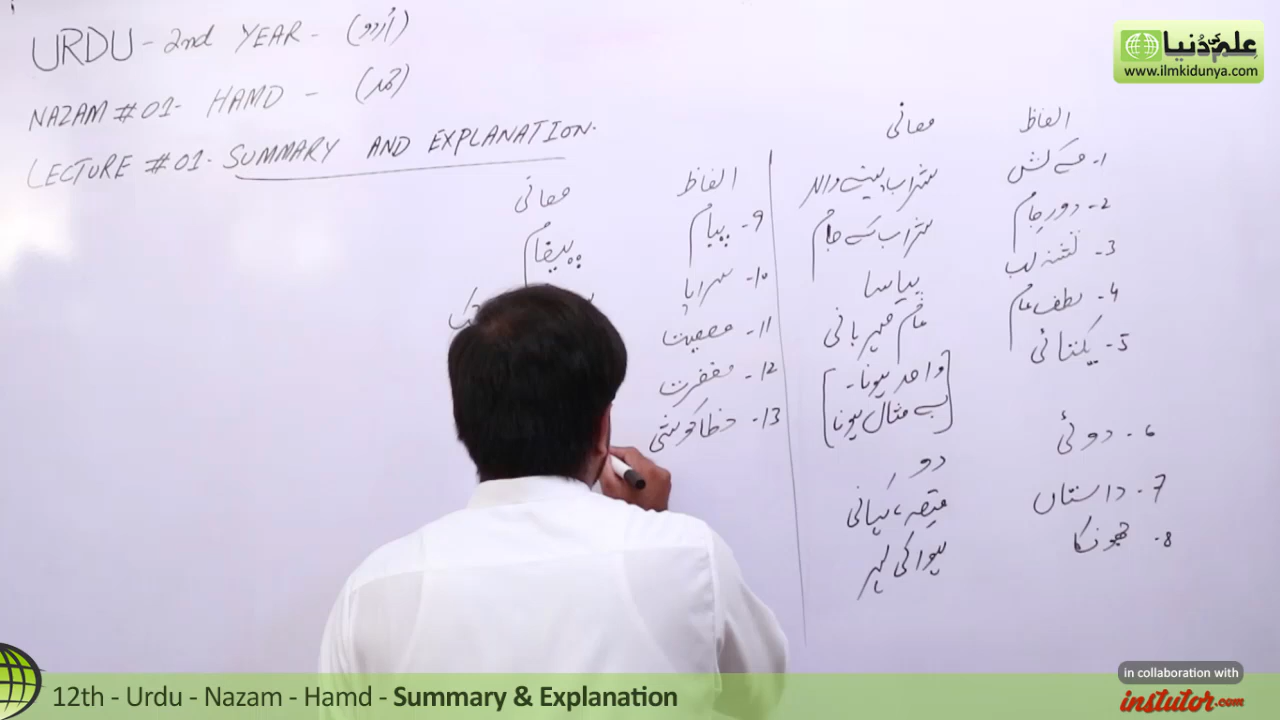 URDU - 2nd YEAR - (اُردو)
NAZAM # 01 - HAMD - (حمد)
LECTURE # 01 - SUMMARY AND EXPLANATION.
علم کی دُنیا
www.ilmkidunya.com
الفاظ معانی
1- مے کش شراب پینے والا
2- دورِ جام شراب کے جام
3- تشنہ لب پیاسا
4- لطف عام عام مہربانی
5- یکتائی [واحد ہونا-
بے مثال ہونا]
6- دوئی دو
7- داستاں قصہ، کہانی
8- جھونکا ہوا کی لہر
الفاظ معانی
9- پیام پیغام
10- سراپا
11- معصیت
12- مغفرت
13- خطا کوشی
12th - Urdu - Nazam - Hamd - Summary & Explanation
in collaboration with
instutor.com